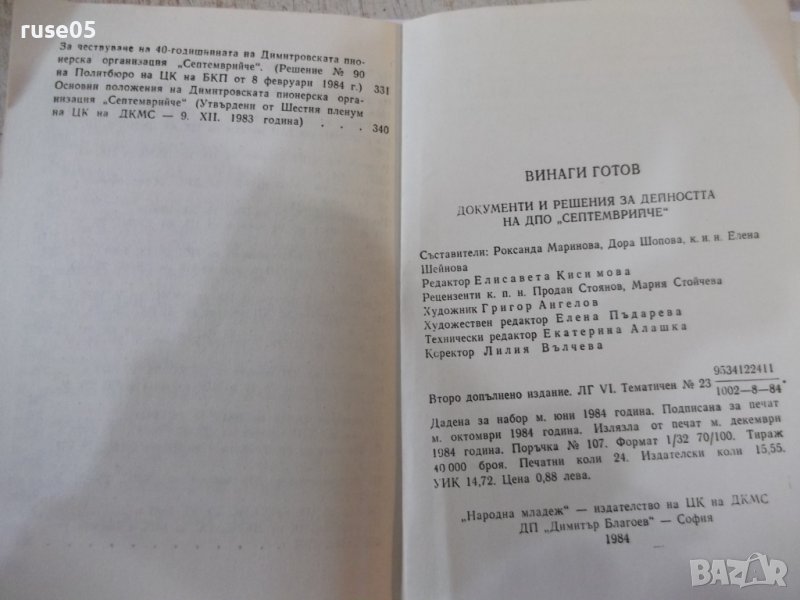 ruse05
За чествуване на 40-годишнината на Димитровската пио-
нерска организация „Септемврийче“. (Решение № 90
на Политбюро на ЦК на БКП от 8 февруари 1984 г.) 331
Основни положения на Димитровската пионерска орга-
низация „Септемврийче“ (Утвърдени от Шестия пленум
на ЦК на ДКМС — 9. XII. 1983 година) . . . 340
ВИНАГИ ГОТОВ
ДОКУМЕНТИ И РЕШЕНИЯ ЗА ДЕЙНОСТТА
НА ДПО „СЕПТЕМВРИЙЧЕ“
Съставители: Роксанда Маринова, Дора Шопова, к. и. н. Елена
Шейнова
Редактор Елисавета Кисимова
Рецензенти к. п. н. Продан Стоянов, Мария Стойчева
Художник Григор Ангелов
Художествен редактор Елена Пъдарева
Технически редактор Екатерина Алашка
Коректор Лилия Вълчева
9534122411
Второ допълнено издание. ЛГ VI. Тематичен № 23
1002—8—84.
Дадена за набор м. юни 1984 година. Подписана за печат
м. октомври 1984 година. Излязла от печат м. декември
1984 година. Поръчка № 107. Формат 1/32 70/100. Тираж
40 000 броя. Печатни коли 24. Издателски коли 15,55.
УИК 14,72. Цена 0,88 лева.
„Народна младеж“ — издателство на ЦК на ДКМС
ДП „Димитър Благоев“ — София
1984
BAZAR